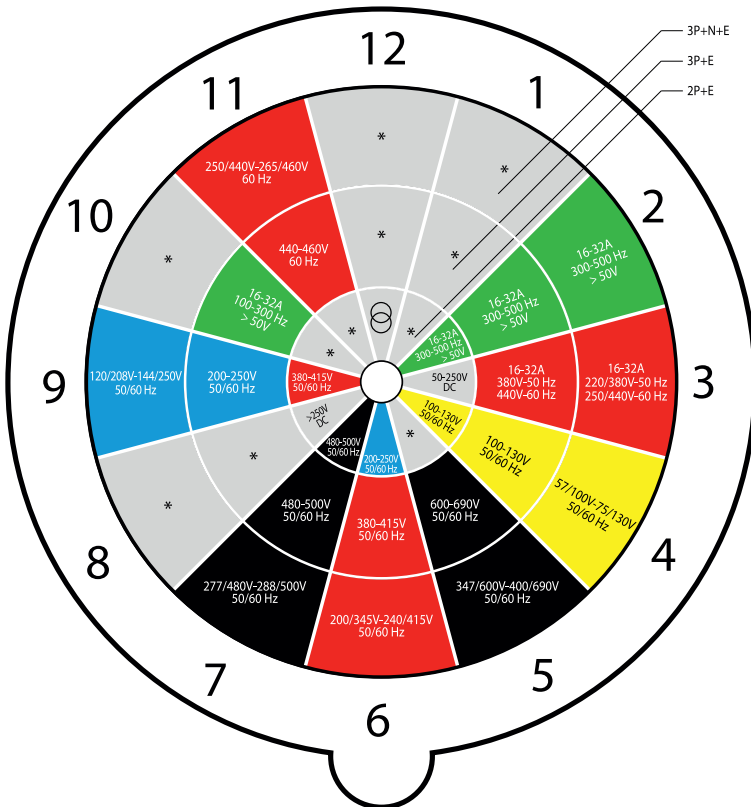 3P+N+E
3P+E
2P+E
12
*
*
1
*
*
*
2
16-32A
300-500 Hz
> 50V
16-32A
300-500 Hz
> 50V
16-32A
300-500 Hz
> 50V
3
16-32A
220/380V-50 Hz
250/440V-60 Hz
16-32A
380V-50 Hz
440V-60 Hz
50-250V
DC
4
57/100V-75/130V
50/60 Hz
100-130V
50/60 Hz
100-130V
50/60 Hz
5
347/600V-400/690V
50/60 Hz
600-690V
50/60 Hz
*
6
200/345V-240/415V
50/60 Hz
380-415V
50/60 Hz
200-250V
50/60 Hz
7
277/480V-288/500V
50/60 Hz
480-500V
50/60 Hz
480-500V
50/60 Hz
8
*
*
>250V
DC
9
120/208V-144/250V
50/60 Hz
200-250V
50/60 Hz
380-415V
50/60 Hz
10
*
16-32A
100-300 Hz
> 50V
*
11
250/440V-265/460V
60 Hz
440-460V
60 Hz
*